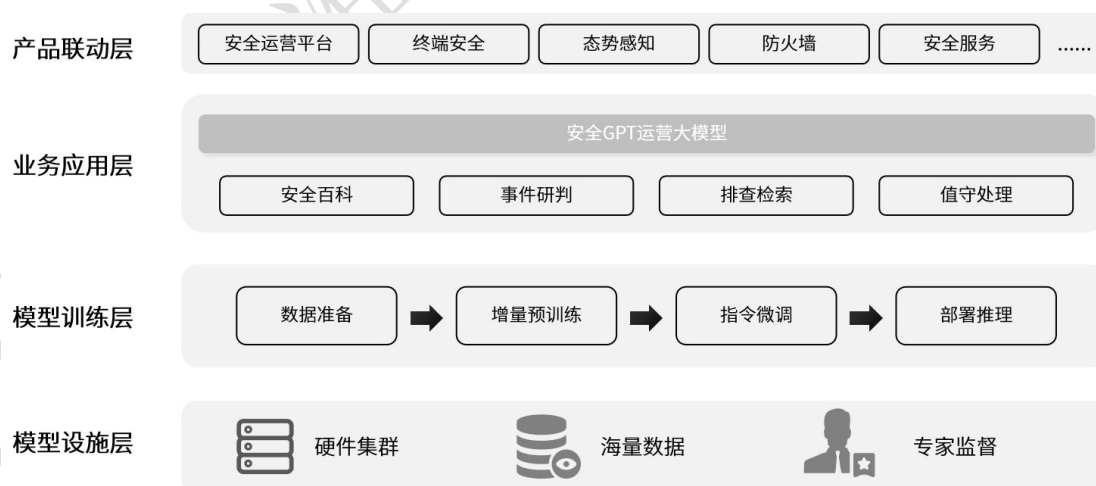 产品联动层
安全运营平台 终端安全 态势感知 防火墙 安全服务 ……
业务应用层
安全GPT运营大模型
安全百科 事件研判 排查检索 值守处理
模型训练层
数据准备 增量预训练 指令微调 部署推理
模型设施层
硬件集群 海量数据 专家监督